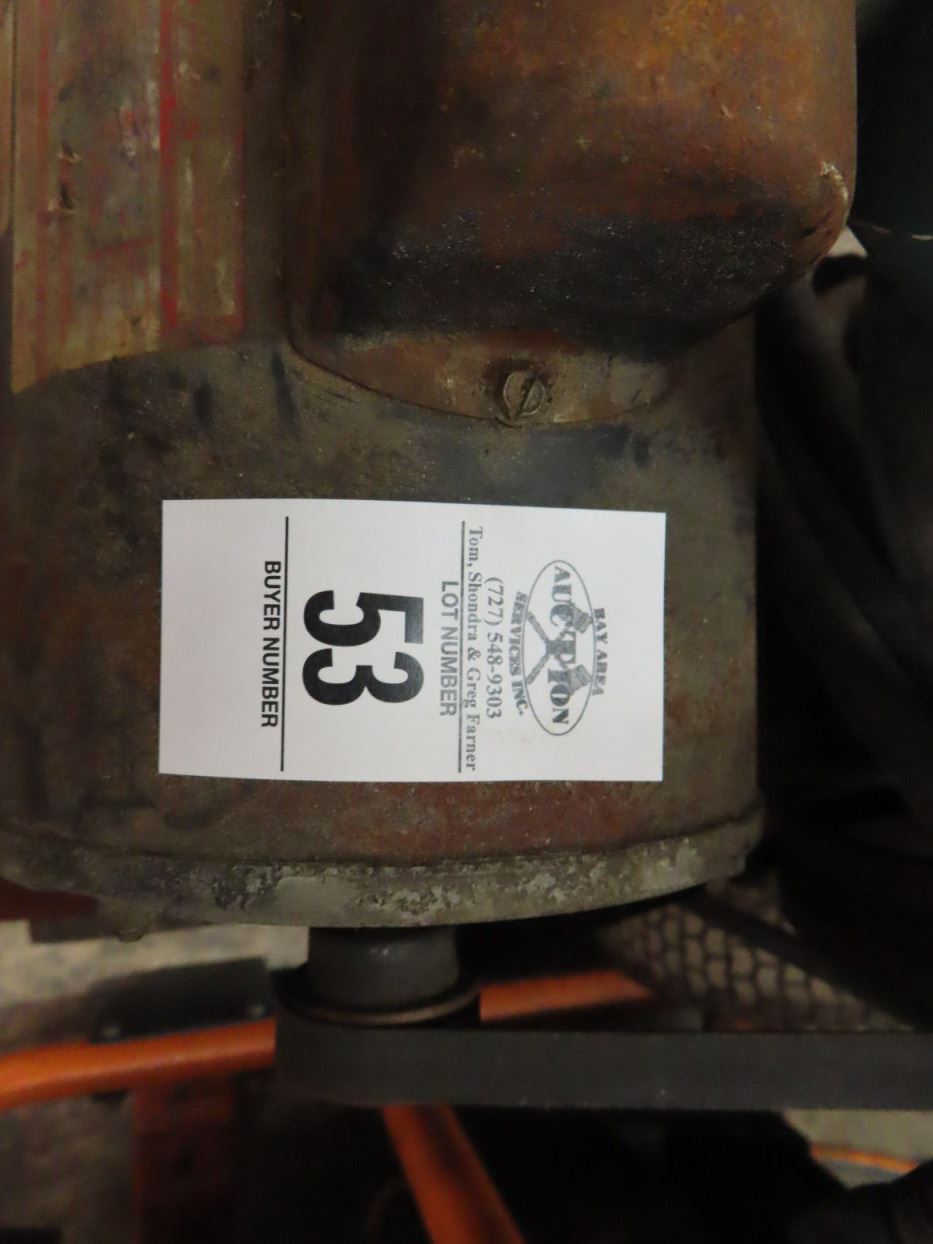 BAY AREA
AUCTION
SERVICES INC.
(727) 548-9303
Tom, Shondra & Greg Farner
LOT NUMBER
53
BUYER NUMBER